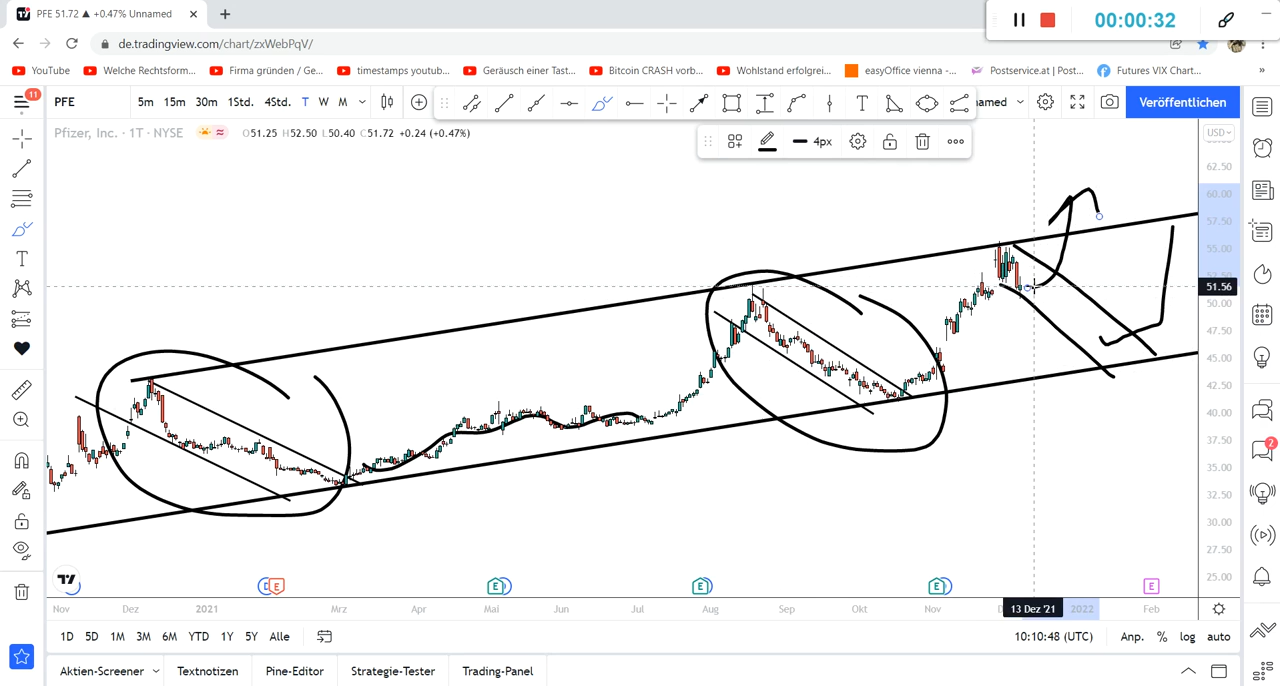 PFE 51.72 ▲ +0.47% Unnamed
00:00:32
de.tradingview.com/chart/zxWebPqV/
YouTube Welche Rechtsform... Firma gründen / Ge... timestamps youtub... Geräusch einer Tast... Bitcoin CRASH vorb... Wohlstand erfolgrei... easyOffice vienna –... Postservice.at | Post... Futures VIX Chart... »
11
PFE 5m 15m 30m 1Std. 4Std. T W M named Veröffentlichen
Pfizer, Inc. · 1T · NYSE O51.25 H52.50 L50.40 C51.72 +0.24 (+0.47%)
USD
4px
62.50
60.00
57.50
55.00
52.50
51.56
50.00
47.50
45.00
42.50
40.00
37.50
35.00
32.50
30.00
27.50
25.00
2
E E E E E
Nov Dez 2021 Mrz Apr Mai Jun Jul Aug Sep Okt Nov 13 Dez '21 2022 Feb
1D 5D 1M 3M 6M YTD 1Y 5Y Alle 10:10:48 (UTC) Anp. % log auto
Aktien-Screener Textnotizen Pine-Editor Strategie-Tester Trading-Panel